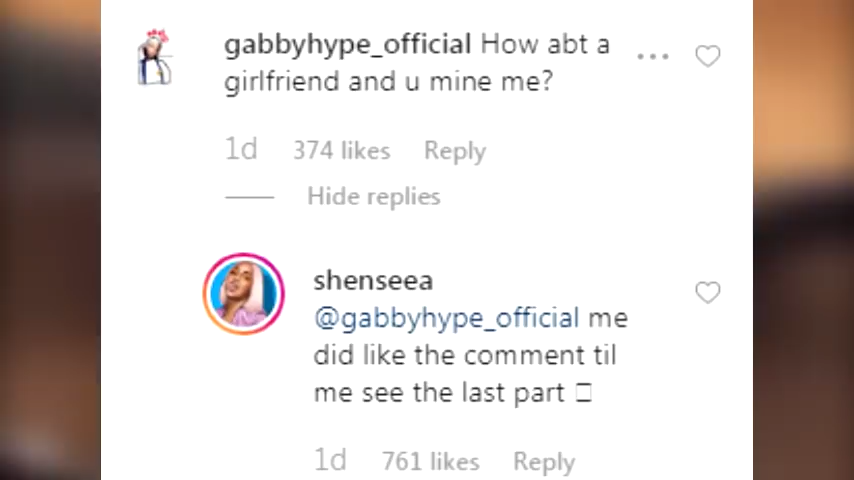 gabbyhype_official How abt a
girlfriend and u mine me?
1d 374 likes Reply
Hide replies
shenseea
@gabbyhype_official me
did like the comment til
me see the last part
1d 761 likes Reply